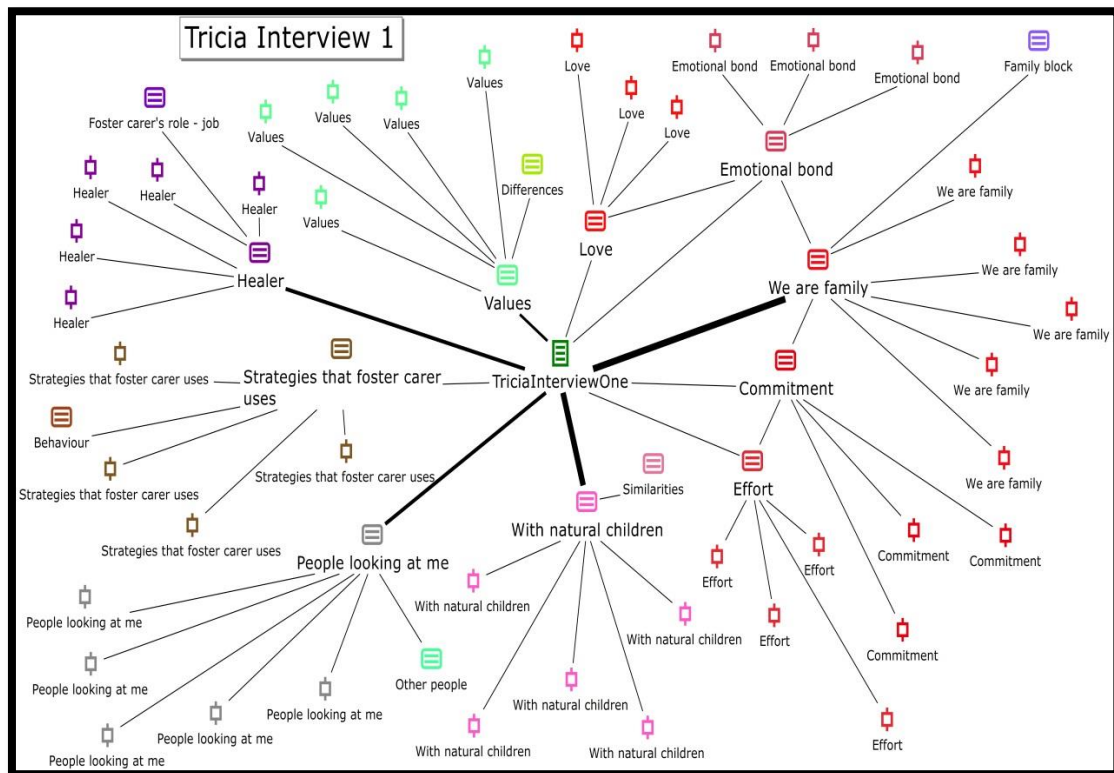 Tricia Interview 1
Love
Emotional bond
Emotional bond
Emotional bond
Family block
Values
Love
Love
Foster carer's role - job
Values
Values
Values
Healer
Healer
Healer
Values
Differences
Emotional bond
We are family
Healer
Healer
Healer
Values
Love
We are family
We are family
We are family
Strategies that foster carer uses
Strategies that foster carer
uses
TriciaInterviewOne
Commitment
We are family
Behaviour
Strategies that foster carer uses
Strategies that foster carer uses
Similarities
Effort
We are family
Strategies that foster carer uses
With natural children
People looking at me
Commitment
Commitment
Effort
Effort
With natural children
People looking at me
With natural children
Effort
Commitment
People looking at me
Other people
People looking at me
People looking at me
With natural children
People looking at me
With natural children
With natural children
Effort